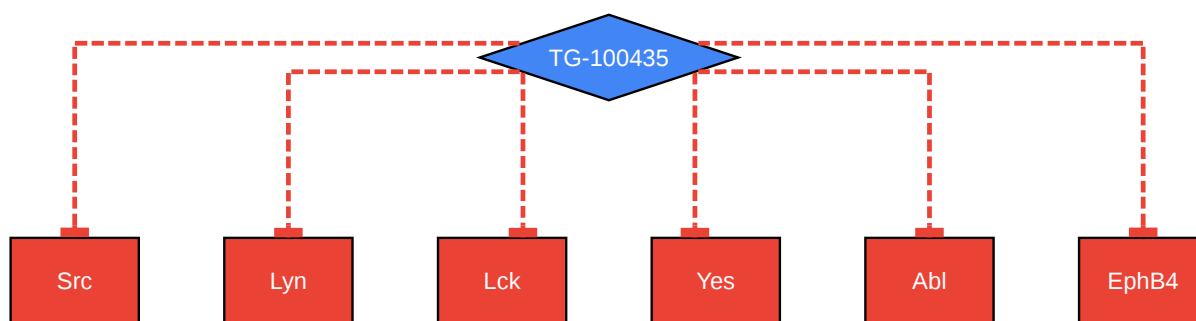 TG-100435
Src
Lyn
Lck
Yes
Abl
EphB4